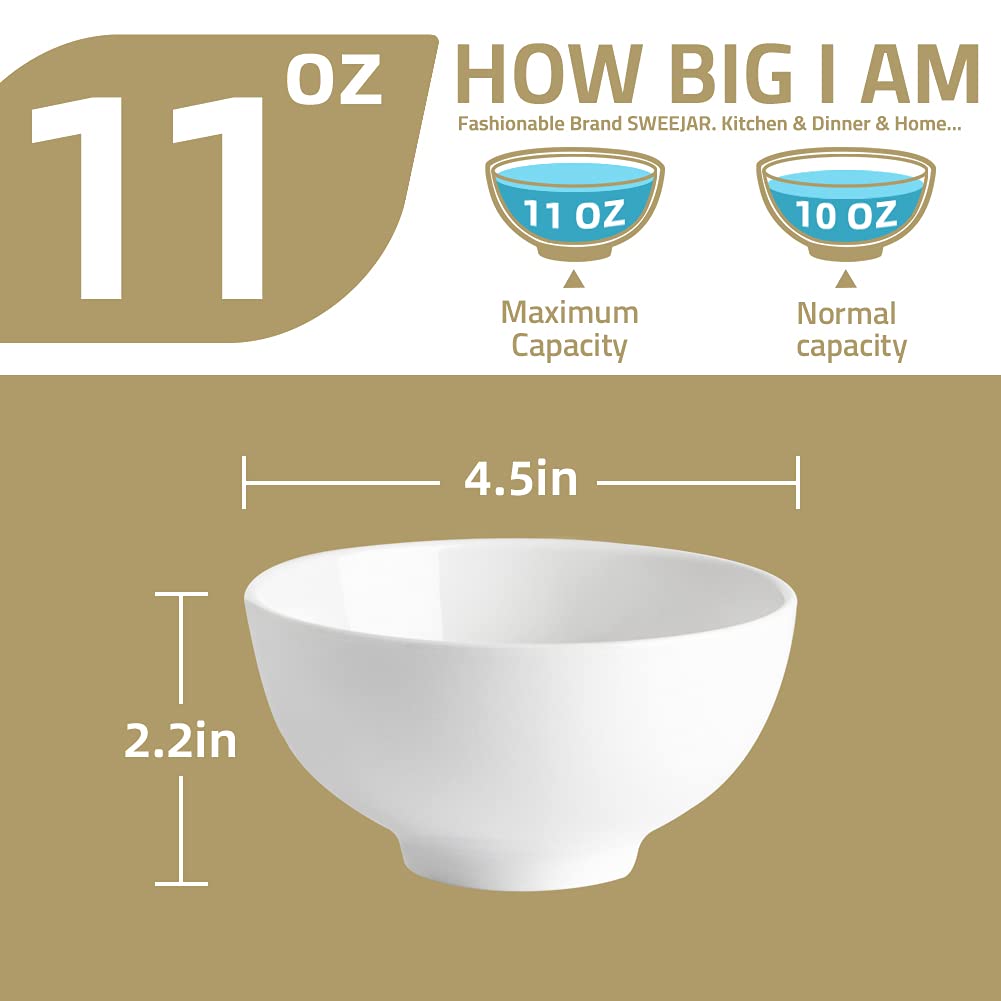 11 OZ
HOW BIG I AM
Fashionable Brand SWEEJAR. Kitchen & Dinner & Home...
11 OZ
10 OZ
Maximum
Capacity
Normal
capacity
4.5in
2.2in